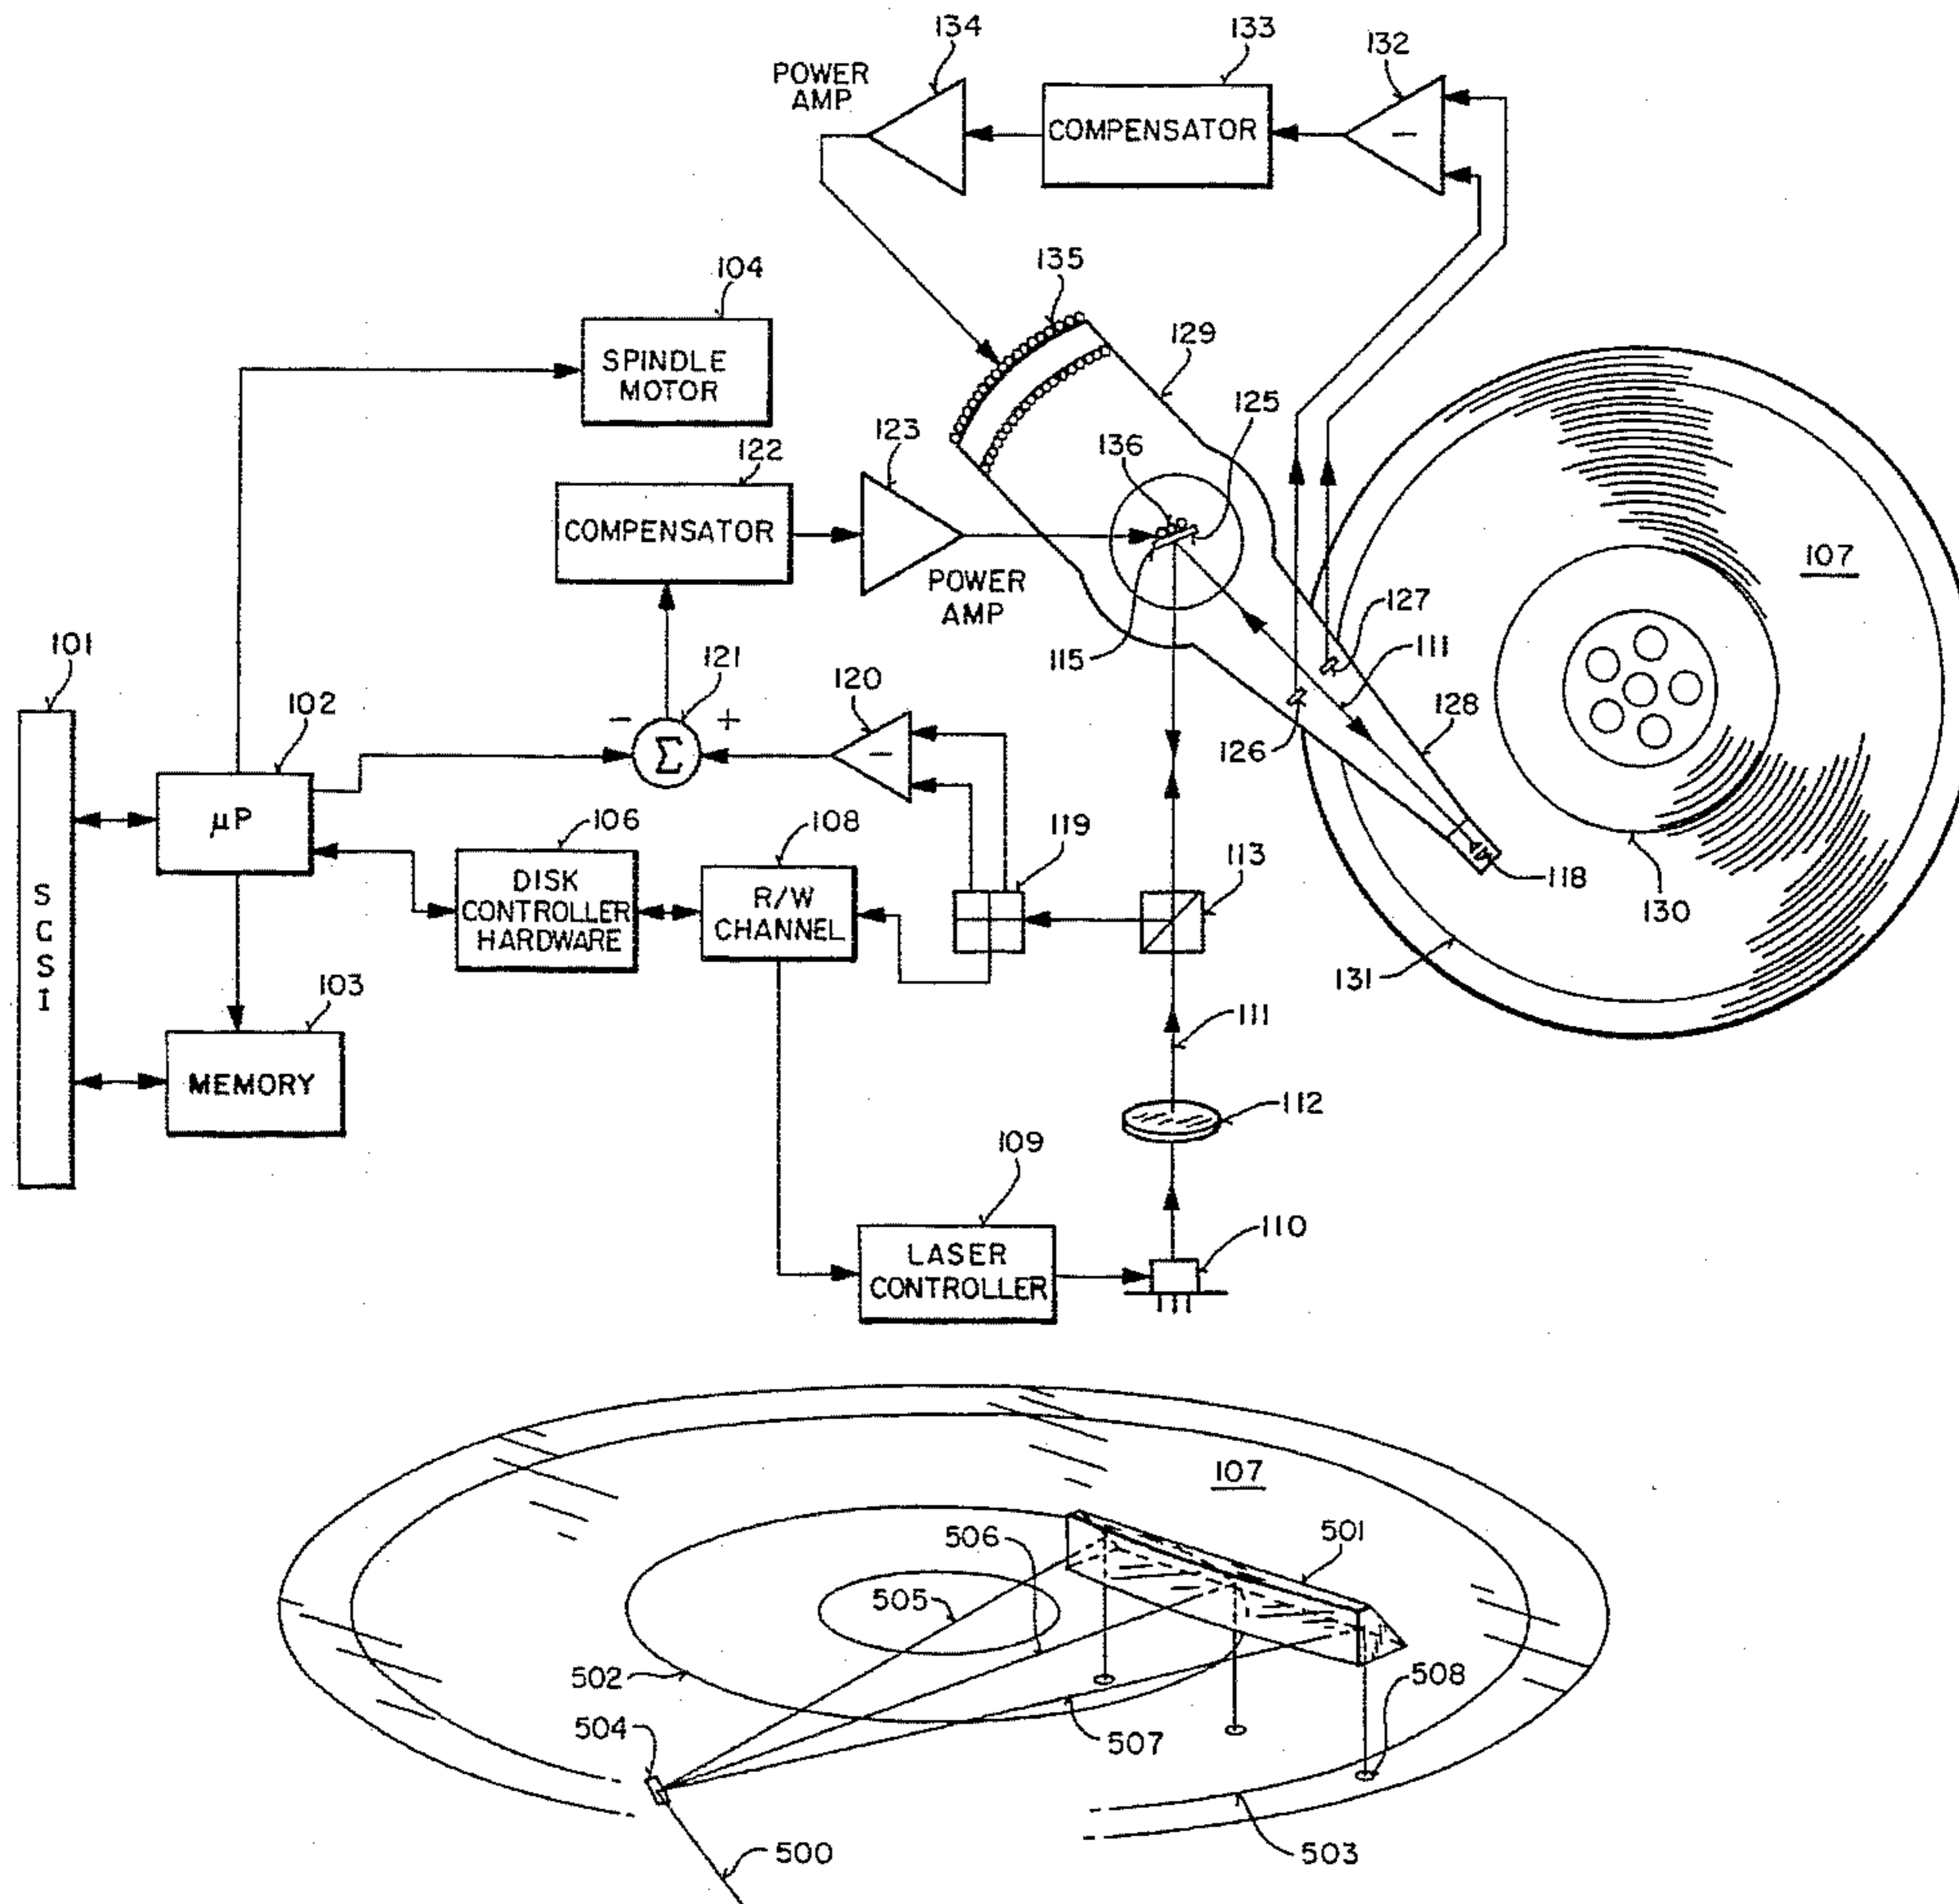 134
133
132
POWER
AMP
COMPENSATOR
−
104
135
129
SPINDLE
MOTOR
125
122
123
136
COMPENSATOR
107
POWER
AMP
127
101
121
115
111
102
120
128
− +
126
Σ
−
μP
106
108
119
113
118
S
C
S
I
DISK
CONTROLLER
HARDWARE
R/W
CHANNEL
130
131
103
111
MEMORY
112
109
110
LASER
CONTROLLER
107
501
506
505
502
508
504
507
500
503